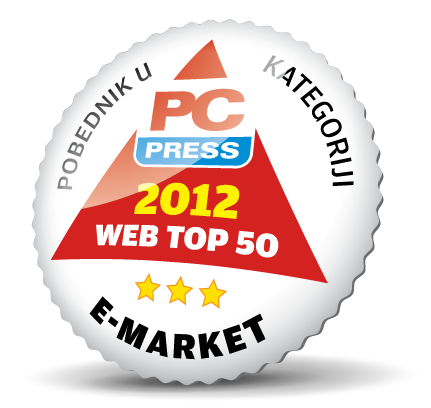 POBEDNIK U KATEGORIJI
PC
PRESS
2012
WEB TOP 50
E-MARKET